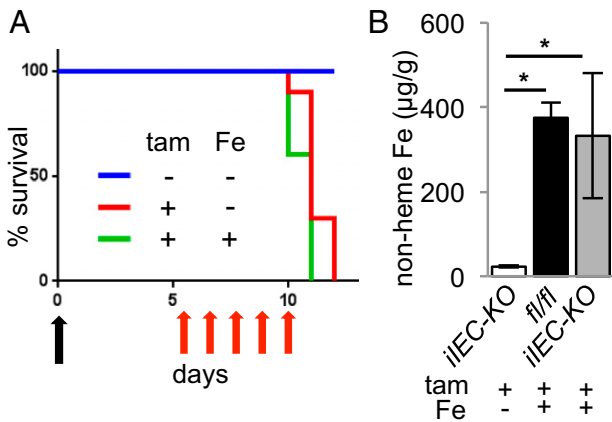 A
% survival
100
50
0
tam Fe
- -
+ -
+ +
0 5 10
days
B
non-heme Fe (µg/g)
600
400
200
0
* *
iIEC-KO fl/fl iIEC-KO
tam + + +
Fe - + +